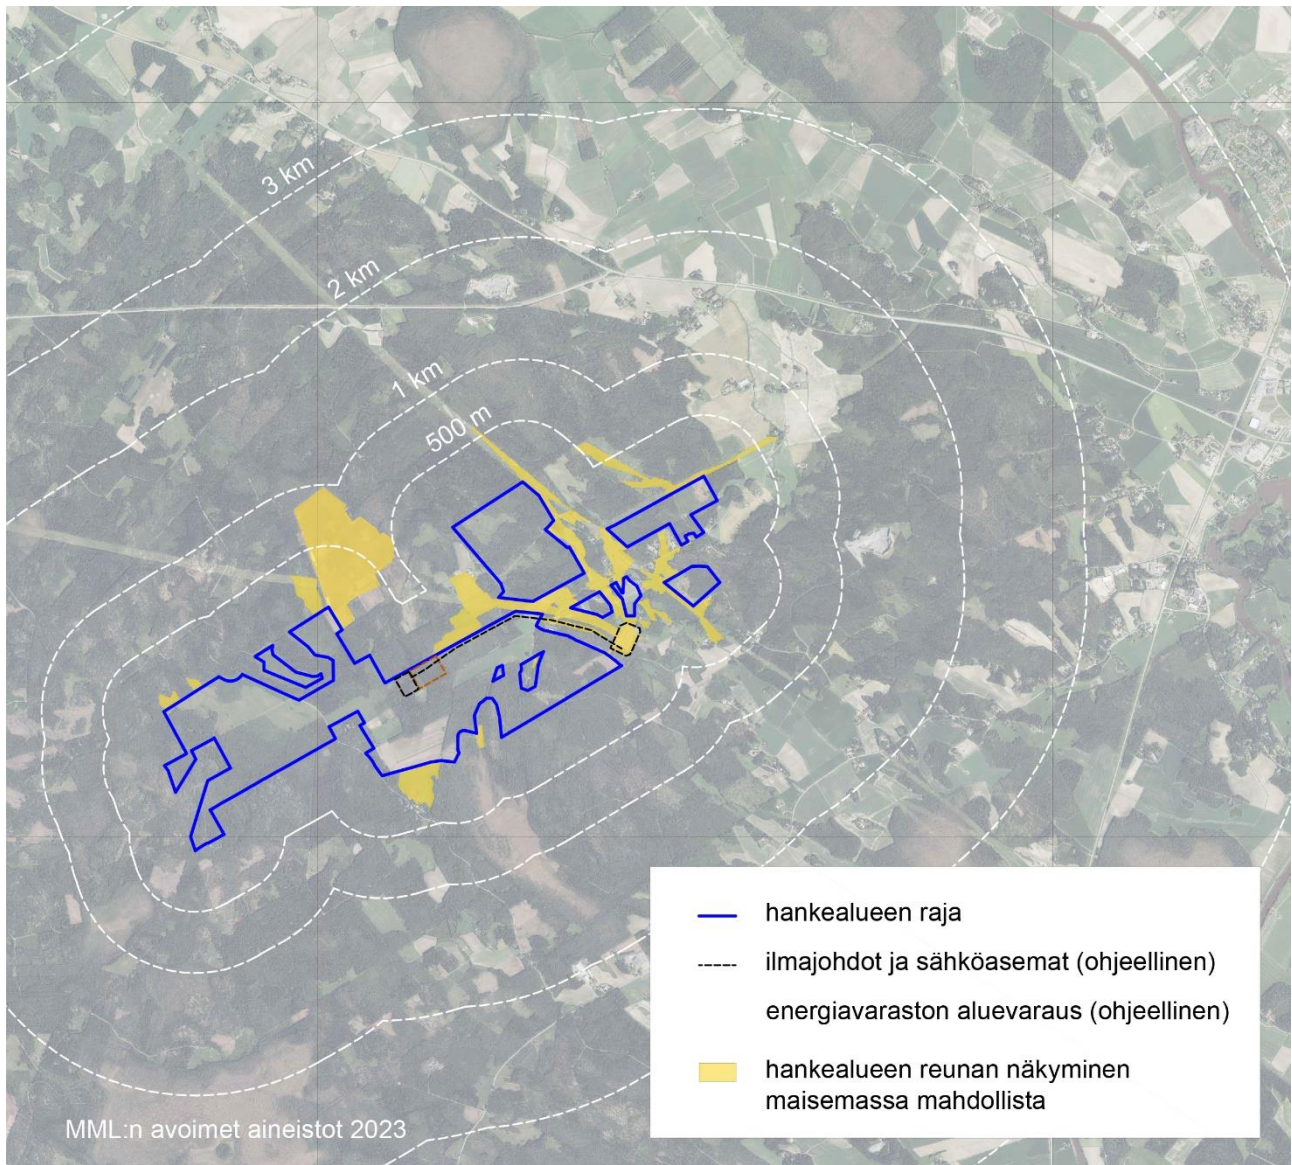 3 km
2 km
1 km
500 m
hankealueen raja
ilmajohdot ja sähköasemat (ohjeellinen)
energiavaraston aluevaraus (ohjeellinen)
hankealueen reunan näkyminen
maisemassa mahdollista
MML:n avoimet aineistot 2023